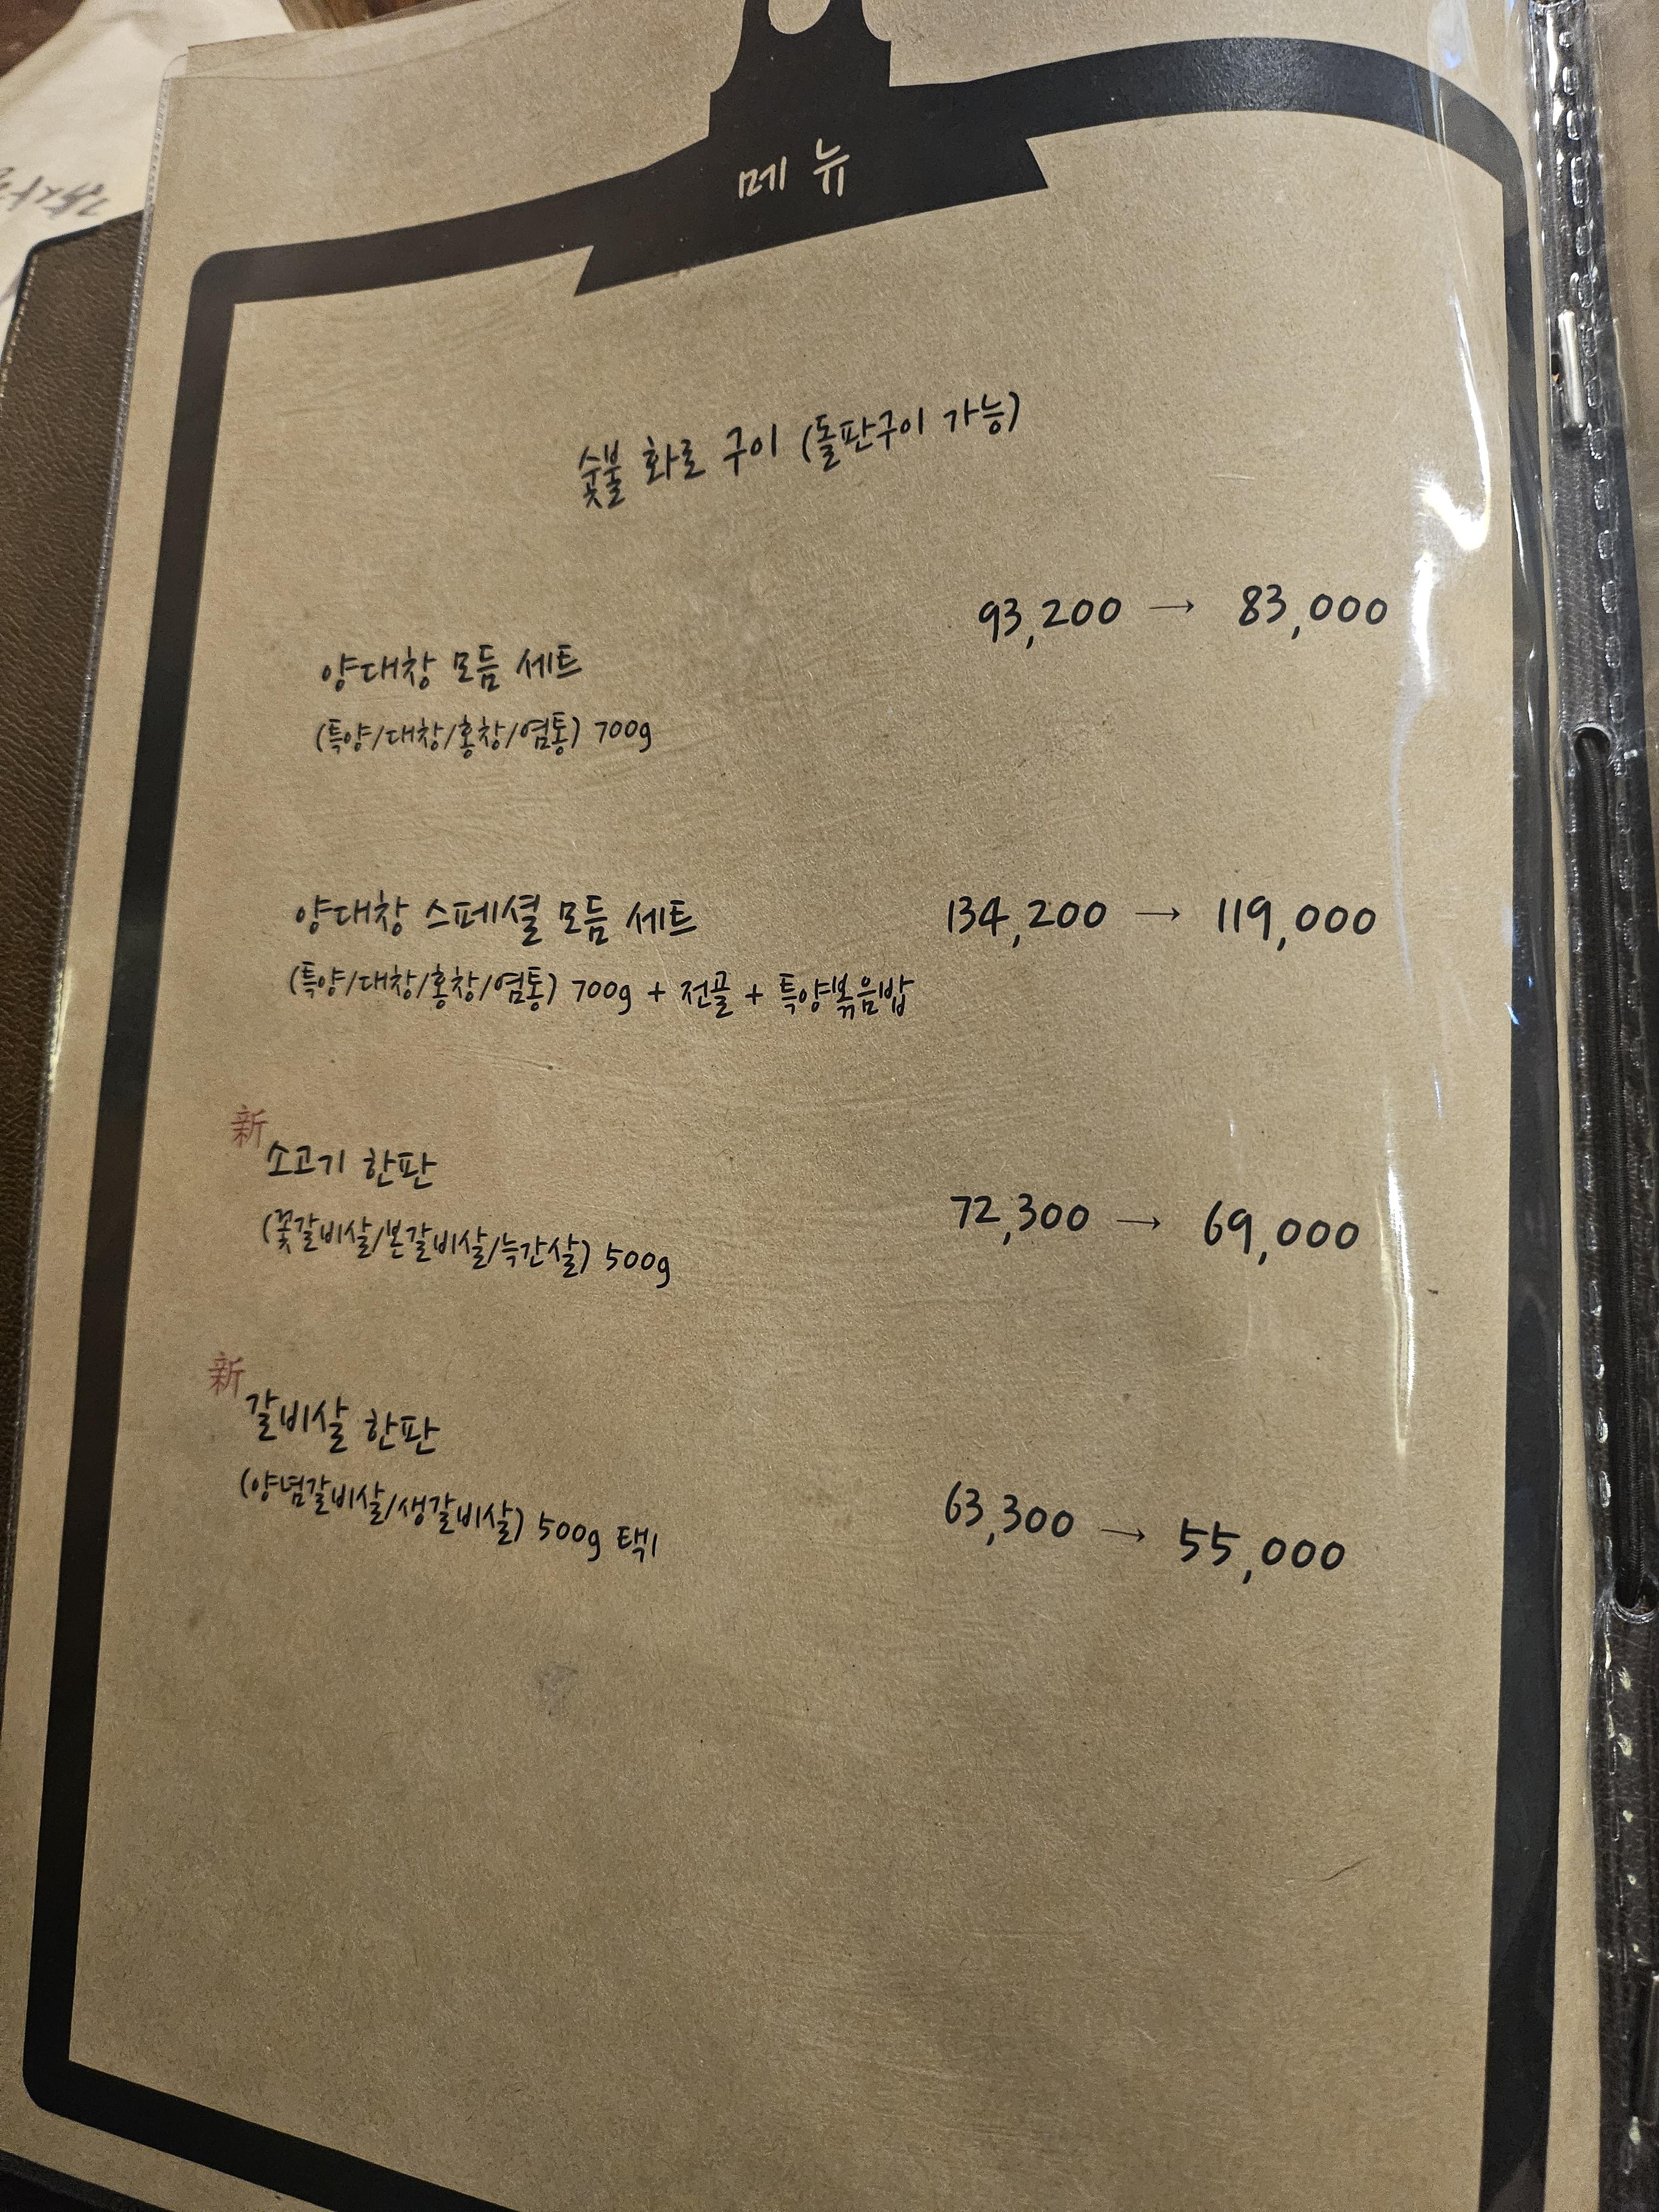 메뉴
숯불 화로 구이 (돌판구이 가능)
93,200 → 83,000
양대창 모듬 세트
(특양/대창/홍창/염통) 700g
양대창 스페셜 모듬 세트 134,200 → 119,000
(특양/대창/홍창/염통) 700g + 전골 + 특양볶음밥
新
소고기 한판
(꽃갈비살/본갈비살/늑간살) 500g
72,300 → 69,000
新
갈비살 한판
(양념갈비살/생갈비살) 500g 택1
63,300 → 55,000